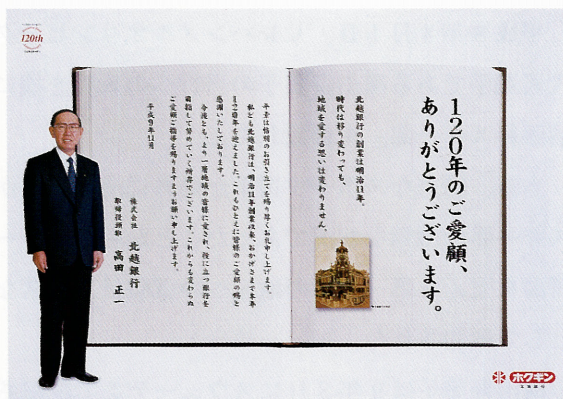 120th
120年のご愛顧、
ありがとうございます。
北越銀行の創業は明治11年。
時代は移り変わっても、
地域を愛する思いは変わりません。
平素は格別のお引き立てを賜り厚くお礼申し上げます。
私ども北越銀行は、明治11年創業以来、おかげさまで本年
120周年を迎えました。これもひとえに皆様のご愛顧の賜と
感謝いたしております。
今後とも、より一層地域の皆様に愛され、役に立つ銀行を
目指して努めていく所存でございます。これからも変わらぬ
ご愛顧ご指導を賜りますようお願い申し上げます。
平成9年12月
株式会社 北越銀行
取締役頭取 高田 正一
ホクギン
北越銀行